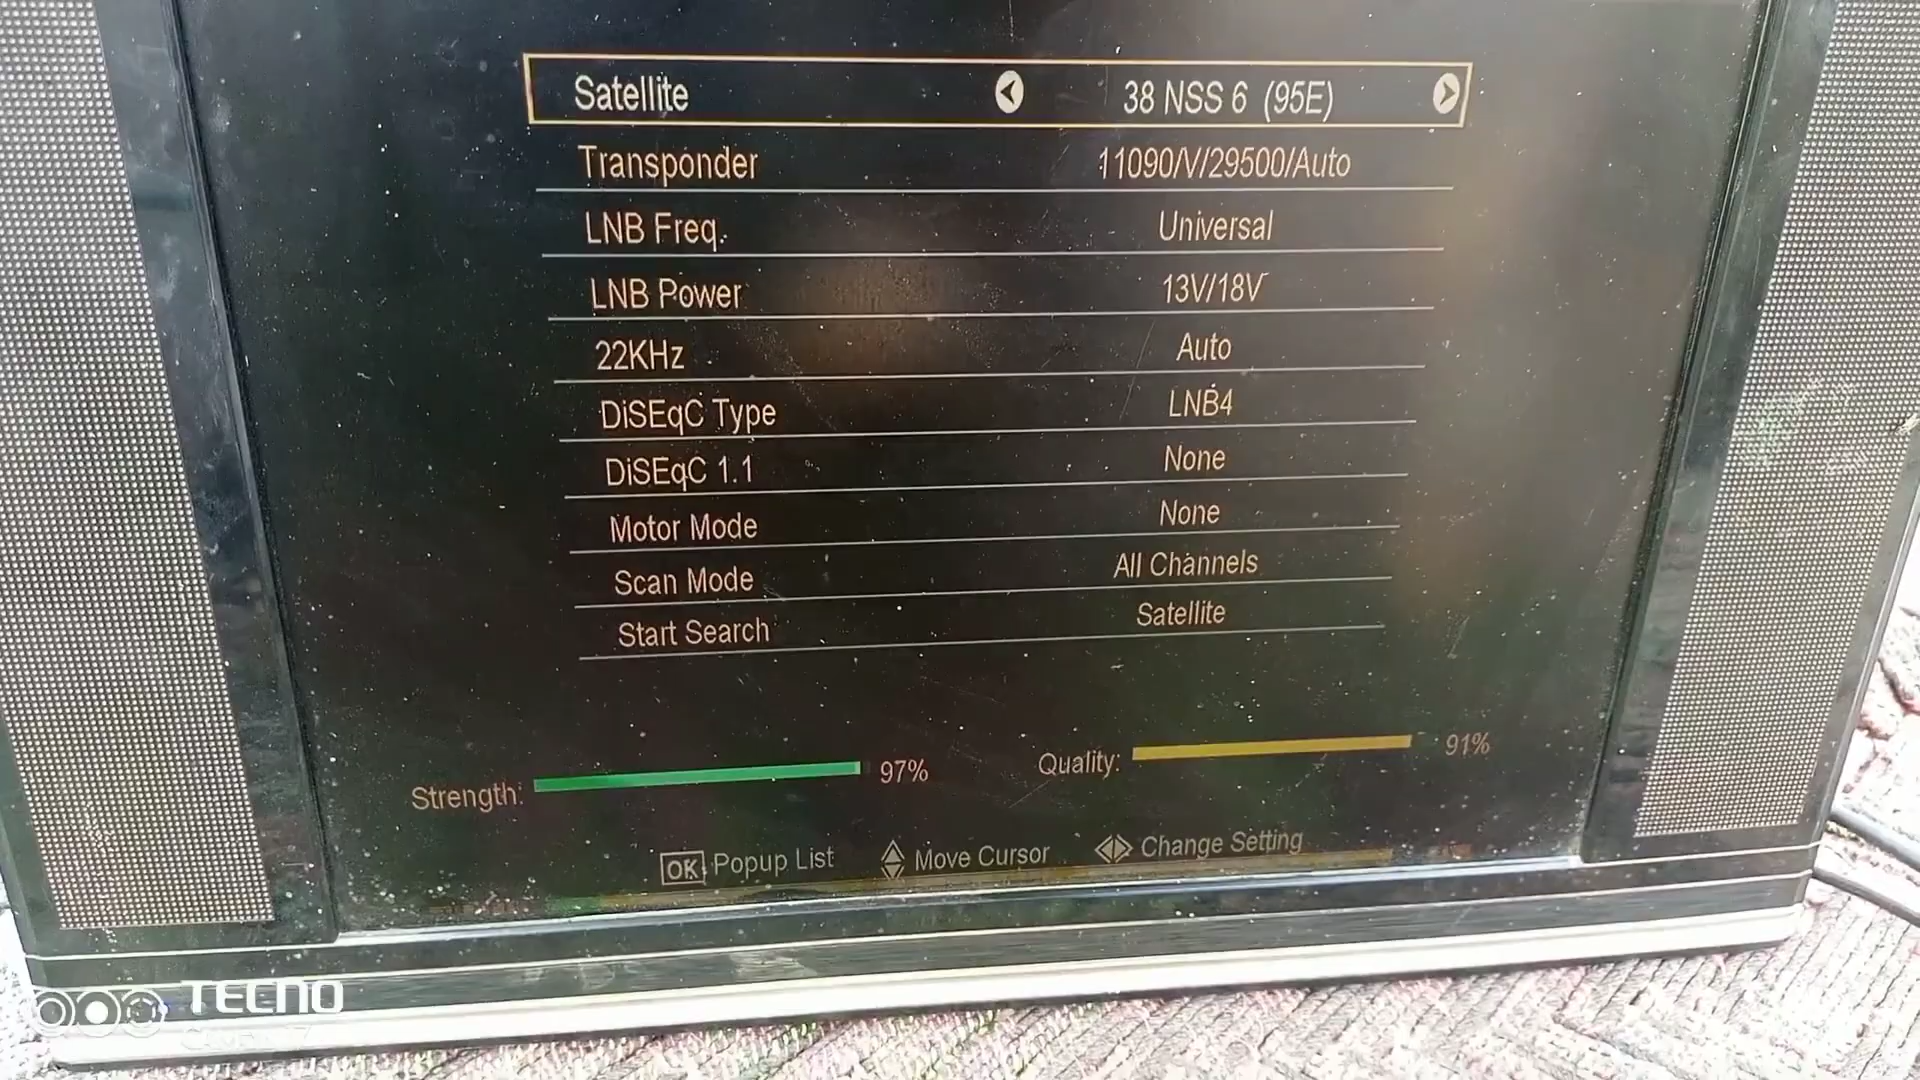 Satellite 38 NSS 6 (95E)
Transponder 11090/V/29500/Auto
LNB Freq. Universal
LNB Power 13V/18V
22KHz Auto
DiSEqC Type LNB4
DiSEqC 1.1 None
Motor Mode None
Scan Mode All Channels
Start Search Satellite
Strength: 97% Quality: 91%
OK Popup List Move Cursor Change Setting
TECNO